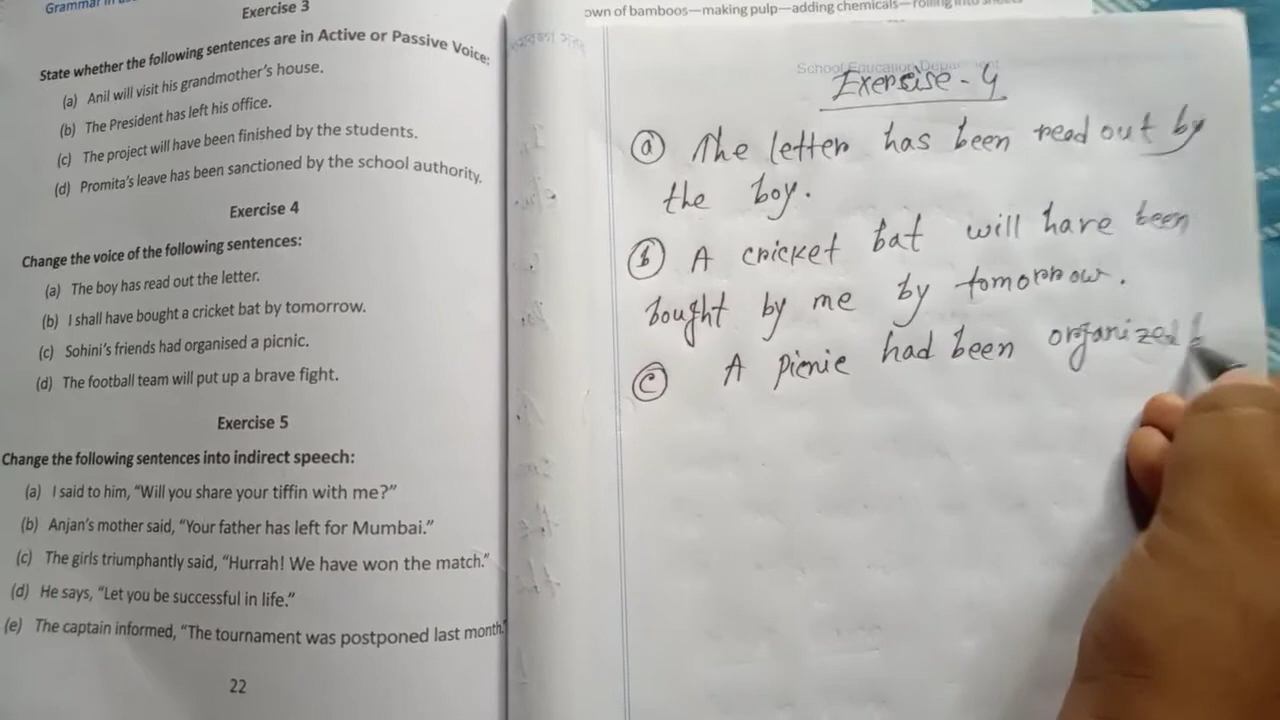 Grammar in
Exercise 3
State whether the following sentences are in Active or Passive Voice:
(a) Anil will visit his grandmother's house.
(b) The President has left his office.
(c) The project will have been finished by the students.
(d) Promita's leave has been sanctioned by the school authority.
Exercise 4
Change the voice of the following sentences:
(a) The boy has read out the letter.
(b) I shall have bought a cricket bat by tomorrow.
(c) Sohini's friends had organised a picnic.
(d) The football team will put up a brave fight.
Exercise 5
Change the following sentences into indirect speech:
(a) I said to him, "Will you share your tiffin with me?"
(b) Anjan's mother said, "Your father has left for Mumbai."
(c) The girls triumphantly said, "Hurrah! We have won the match."
(d) He says, "Let you be successful in life."
(e) The captain informed, "The tournament was postponed last month."
22
own of bamboos—making pulp—adding chemicals—rolling into sheets
School Education
Exercise - 4
(a) The letter has been read out by
the boy.
(b) A cricket bat will have been
bought by me by tomorrow.
(c) A picnic had been organized